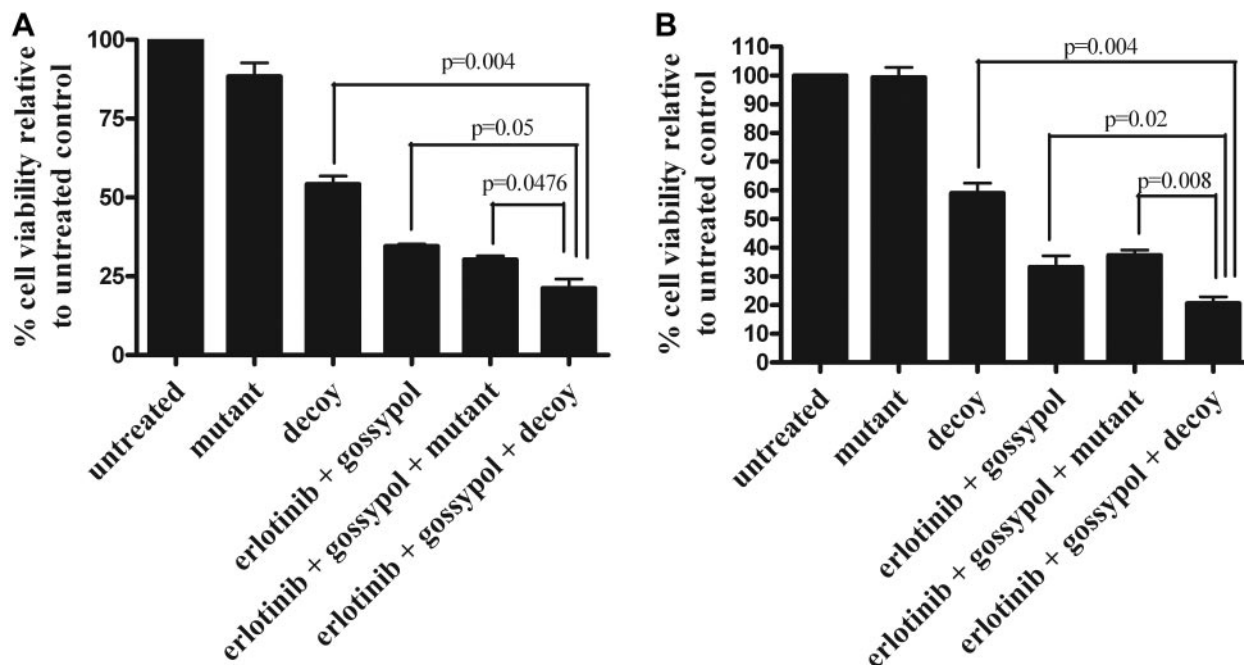 A
% cell viability relative
to untreated control
100
75
50
25
0
p=0.004
p=0.05
p=0.0476
untreated
mutant
decoy
erlotinib + gossypol
erlotinib + gossypol + mutant
erlotinib + gossypol + decoy
B
% cell viability relative
to untreated control
110
100
90
80
70
60
50
40
30
20
10
0
p=0.004
p=0.02
p=0.008
untreated
mutant
decoy
erlotinib + gossypol
erlotinib + gossypol + mutant
erlotinib + gossypol + decoy